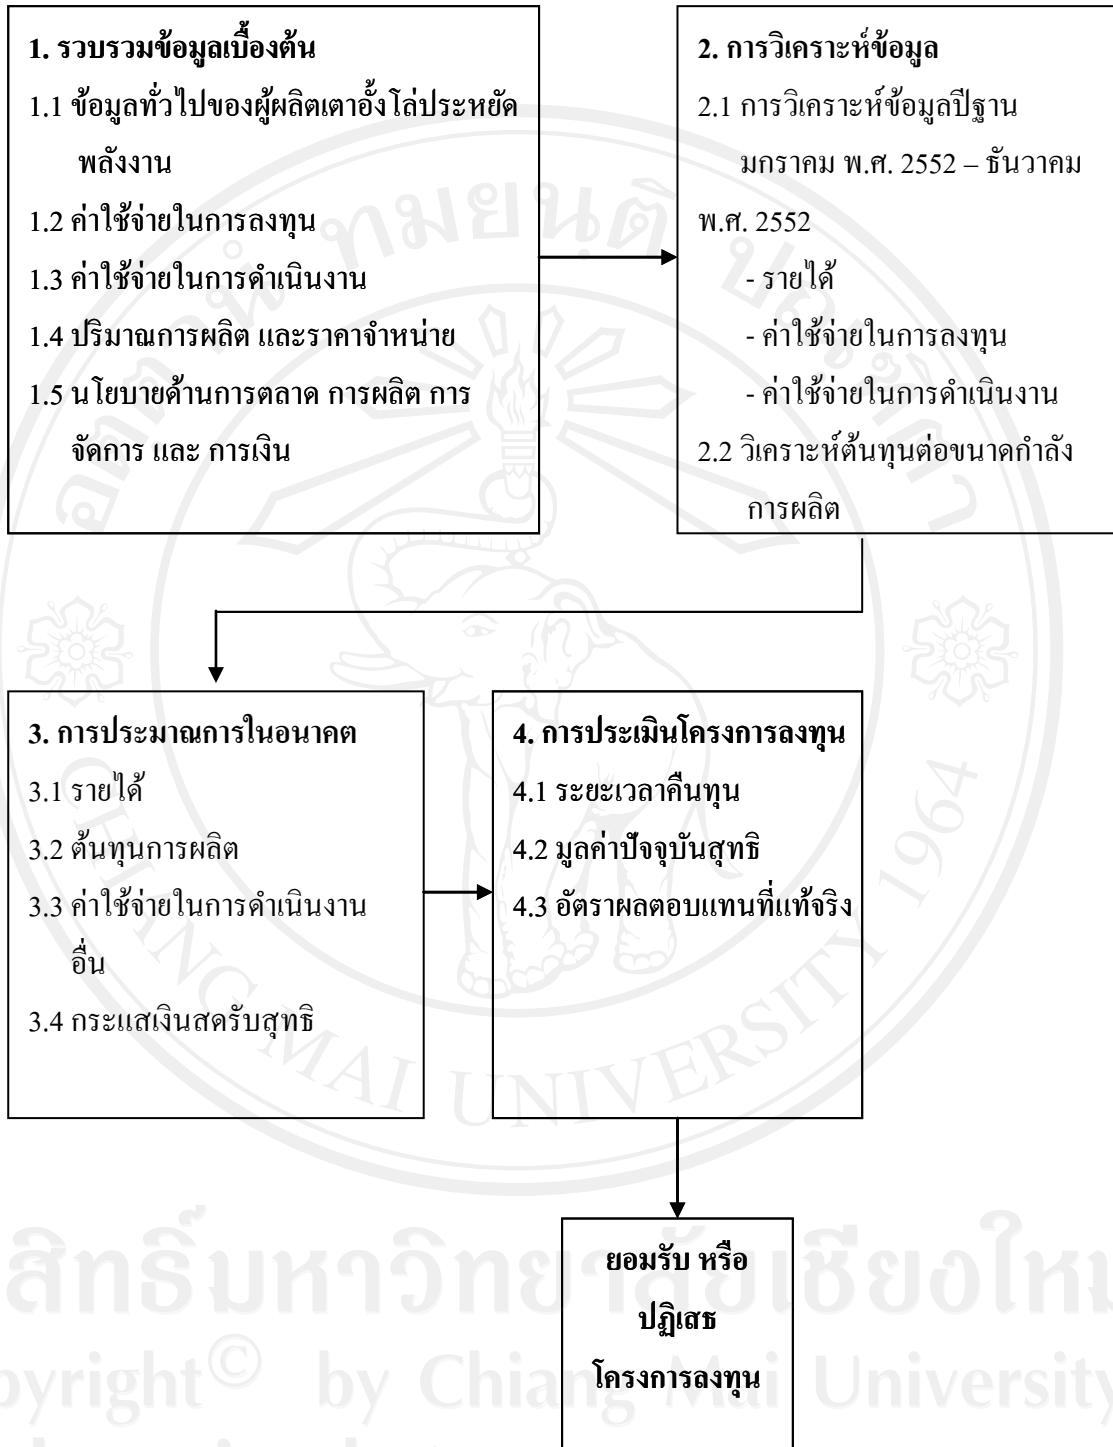 1. รวบรวมข้อมูลเบื้องต้น
1.1 ข้อมูลทั่วไปของผู้ผลิตเตาอั้งโล่ประหยัด
พลังงาน
1.2 ค่าใช้จ่ายในการลงทุน
1.3 ค่าใช้จ่ายในการดำเนินงาน
1.4 ปริมาณการผลิต และราคาจำหน่าย
1.5 นโยบายด้านการตลาด การผลิต การ
จัดการ และ การเงิน
2. การวิเคราะห์ข้อมูล
2.1 การวิเคราะห์ข้อมูลปีฐาน
มกราคม พ.ศ. 2552 – ธันวาคม
พ.ศ. 2552
- รายได้
- ค่าใช้จ่ายในการลงทุน
- ค่าใช้จ่ายในการดำเนินงาน
2.2 วิเคราะห์ต้นทุนต่อขนาดกำลัง
การผลิต
3. การประมาณการในอนาคต
3.1 รายได้
3.2 ต้นทุนการผลิต
3.3 ค่าใช้จ่ายในการดำเนินงาน
อื่น
3.4 กระแสเงินสดรับสุทธิ
4. การประเมินโครงการลงทุน
4.1 ระยะเวลาคืนทุน
4.2 มูลค่าปัจจุบันสุทธิ
4.3 อัตราผลตอบแทนที่แท้จริง
CHIANG MAI UNIVERSITY 1964
ยอมรับ หรือ
ปฏิเสธ
โครงการลงทุน
สิทธิ์มหาวิทยาลัยเชียงใหม
pyright© by Chiang Mai University